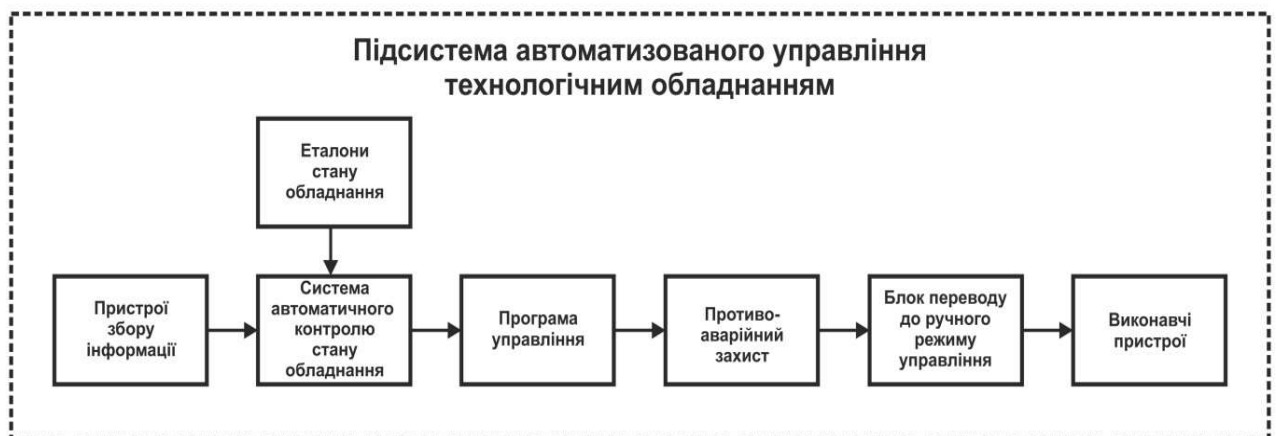 Підсистема автоматизованого управління
технологічним обладнанням
Еталони
стану
обладнання
Пристрої
збору
інформації
Система
автоматичного
контролю
стану
обладнання
Програма
управління
Противо-
аварійний
захист
Блок переводу
до ручного
режиму
управління
Виконавчі
пристрої